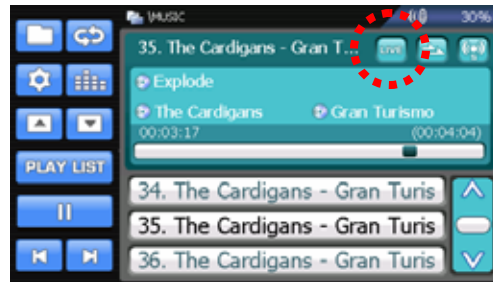 \MUSIC 30%
35. The Cardigans - Gran T... LIVE
Explode
The Cardigans Gran Turismo
00:03:17 (00:04:04)
PLAY LIST
34. The Cardigans - Gran Turis
35. The Cardigans - Gran Turis
36. The Cardigans - Gran Turis